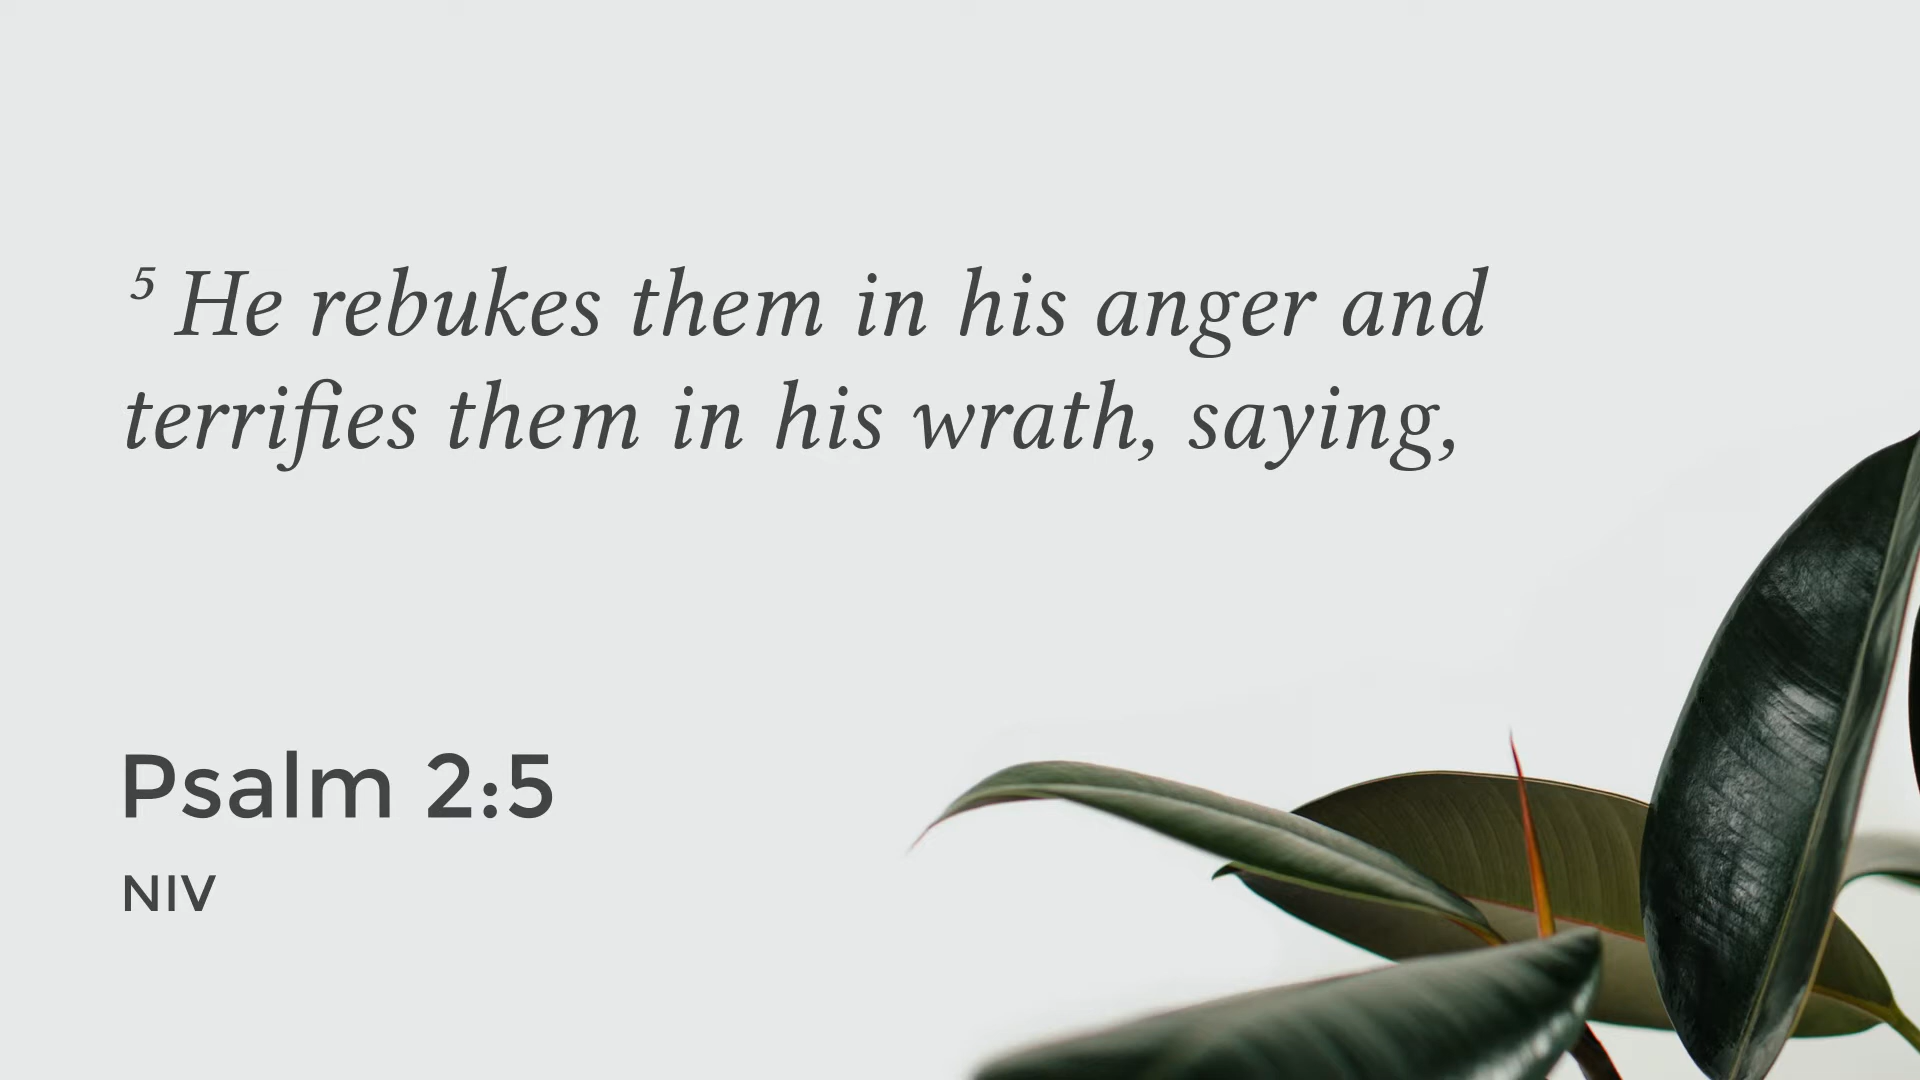 ⁵ He rebukes them in his anger and
terrifies them in his wrath, saying,
Psalm 2:5
NIV